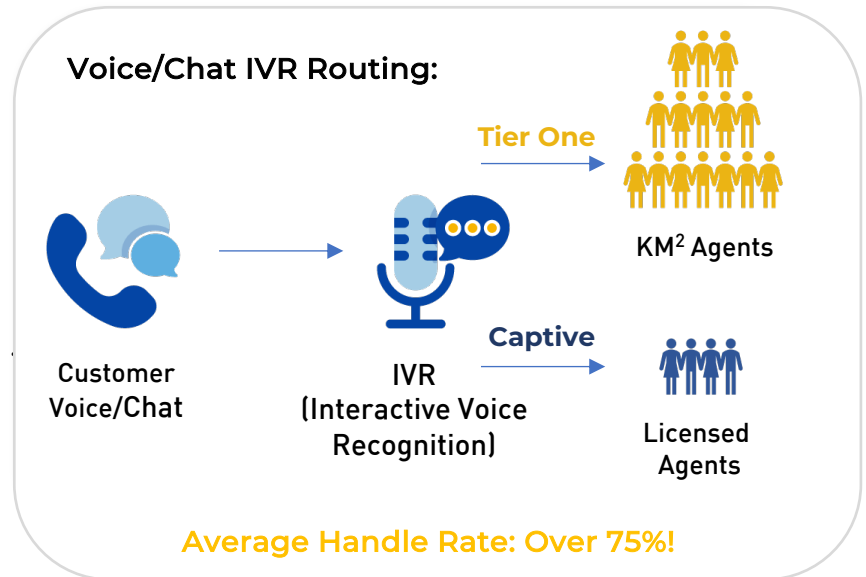 Voice/Chat IVR Routing:
Tier One
KM² Agents
Customer
Voice/Chat
IVR
(Interactive Voice
Recognition)
Captive
Licensed
Agents
Average Handle Rate: Over 75%!